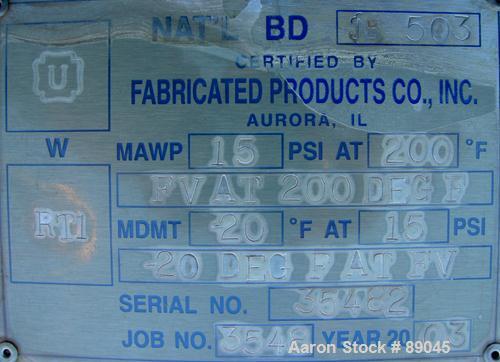 NAT'L BD 503
U
CERTIFIED BY
FABRICATED PRODUCTS CO., INC.
AURORA, IL
W
MAWP 15 PSI AT 200 °F
FV AT 200 DEG F
RT1
MDMT -20 °F AT 15 PSI
-20 DEG F AT FV
SERIAL NO. 35482
JOB NO. 3548 YEAR 20 03
Aaron Stock # 89045